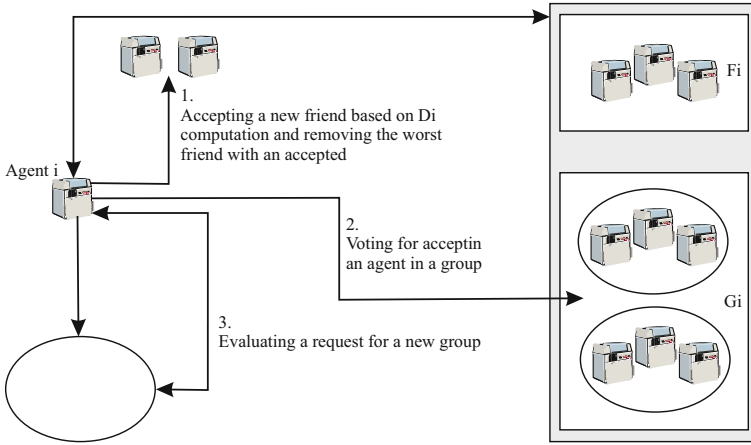 Fi
1.
Accepting a new friend based on Di
computation and removing the worst
friend with an accepted
Agent i
2.
Voting for acceptin
an agent in a group
Gi
3.
Evaluating a request for a new group